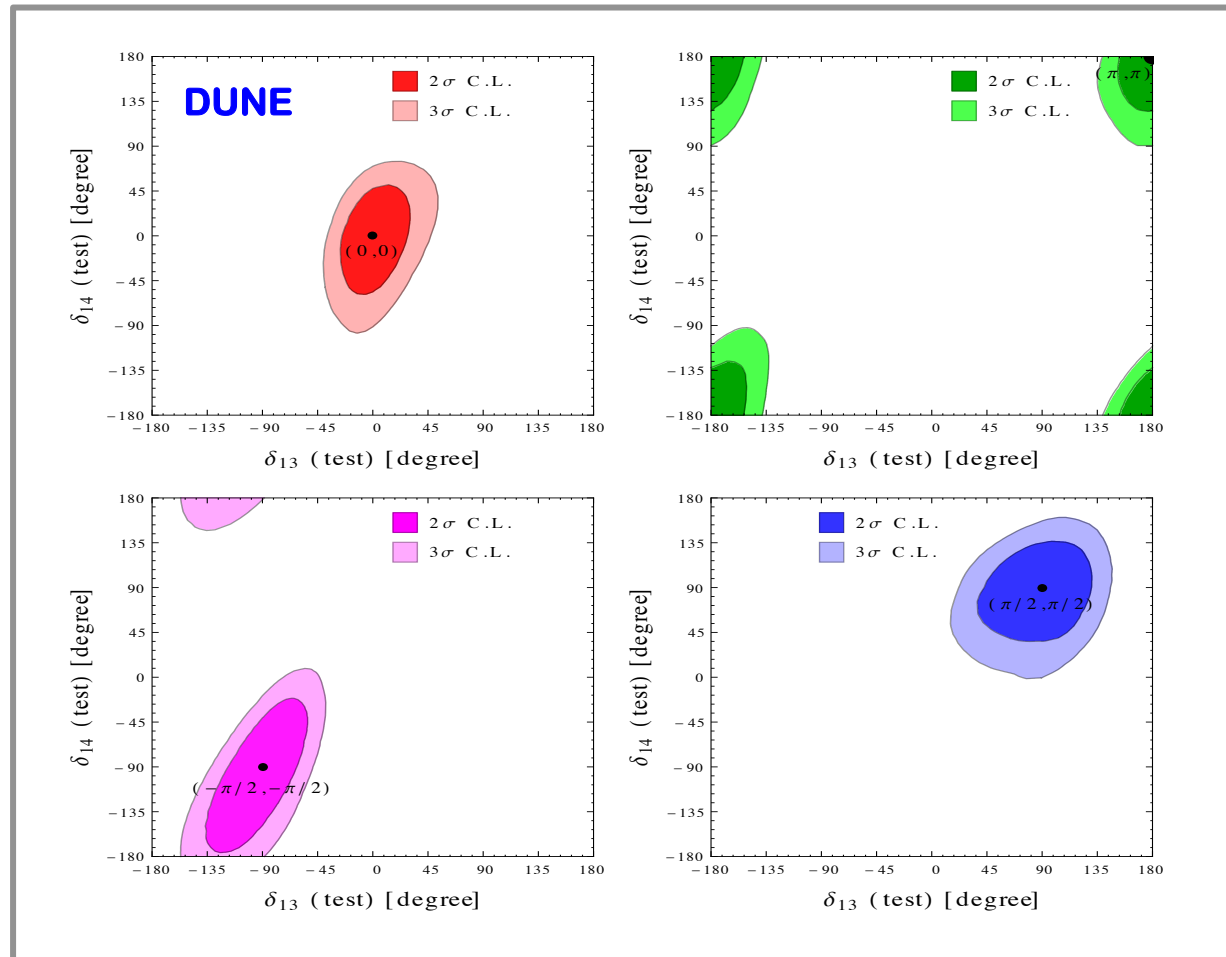 DUNE
2σ C.L.
3σ C.L.
(0,0)
180
135
90
45
0
−45
−90
−135
−180
−180 −135 −90 −45 0 45 90 135 180
δ14 (test) [degree]
δ13 (test) [degree]
2σ C.L.
3σ C.L.
(π,π)
180
135
90
45
0
−45
−90
−135
−180
−180 −135 −90 −45 0 45 90 135 180
δ14 (test) [degree]
δ13 (test) [degree]
2σ C.L.
3σ C.L.
(−π/2,−π/2)
180
135
90
45
0
−45
−90
−135
−180
−180 −135 −90 −45 0 45 90 135 180
δ14 (test) [degree]
δ13 (test) [degree]
2σ C.L.
3σ C.L.
(π/2,π/2)
180
135
90
45
0
−45
−90
−135
−180
−180 −135 −90 −45 0 45 90 135 180
δ14 (test) [degree]
δ13 (test) [degree]